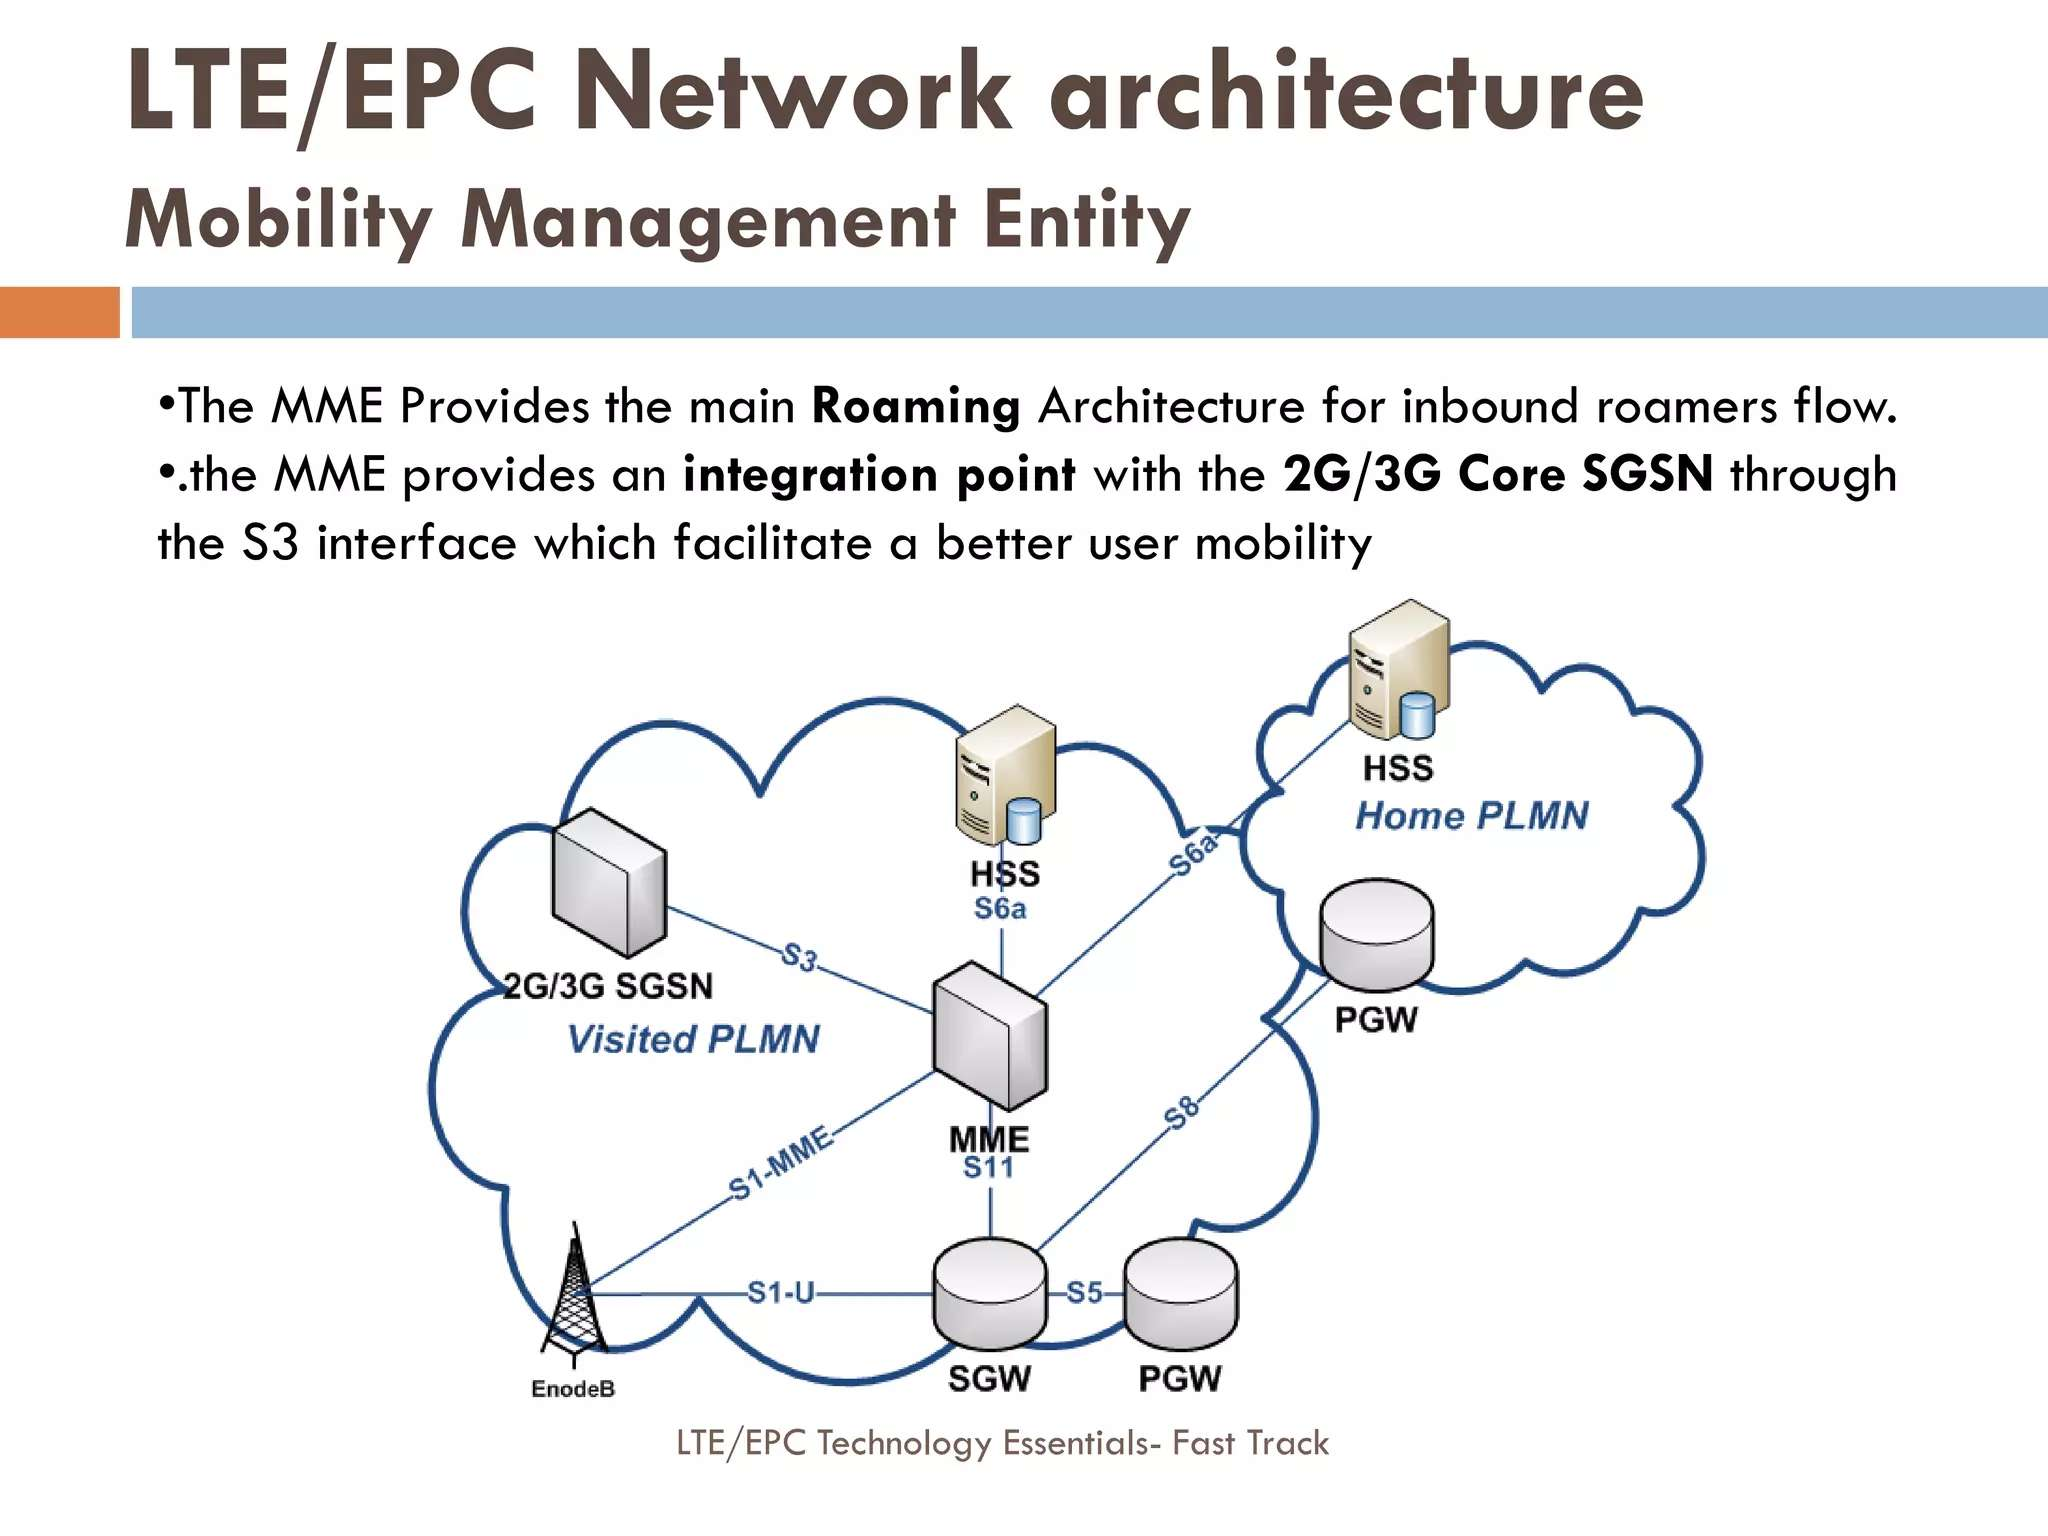 LTE/EPC Network architecture
Mobility Management Entity
•The MME Provides the main Roaming Architecture for inbound roamers flow.
•.the MME provides an integration point with the 2G/3G Core SGSN through
the S3 interface which facilitate a better user mobility
HSS
Home PLMN
S6a
HSS
S6a
S3
2G/3G SGSN
PGW
Visited PLMN
S8
MME
S1-MME
S11
S1-U
S5
SGW
PGW
EnodeB
LTE/EPC Technology Essentials- Fast Track